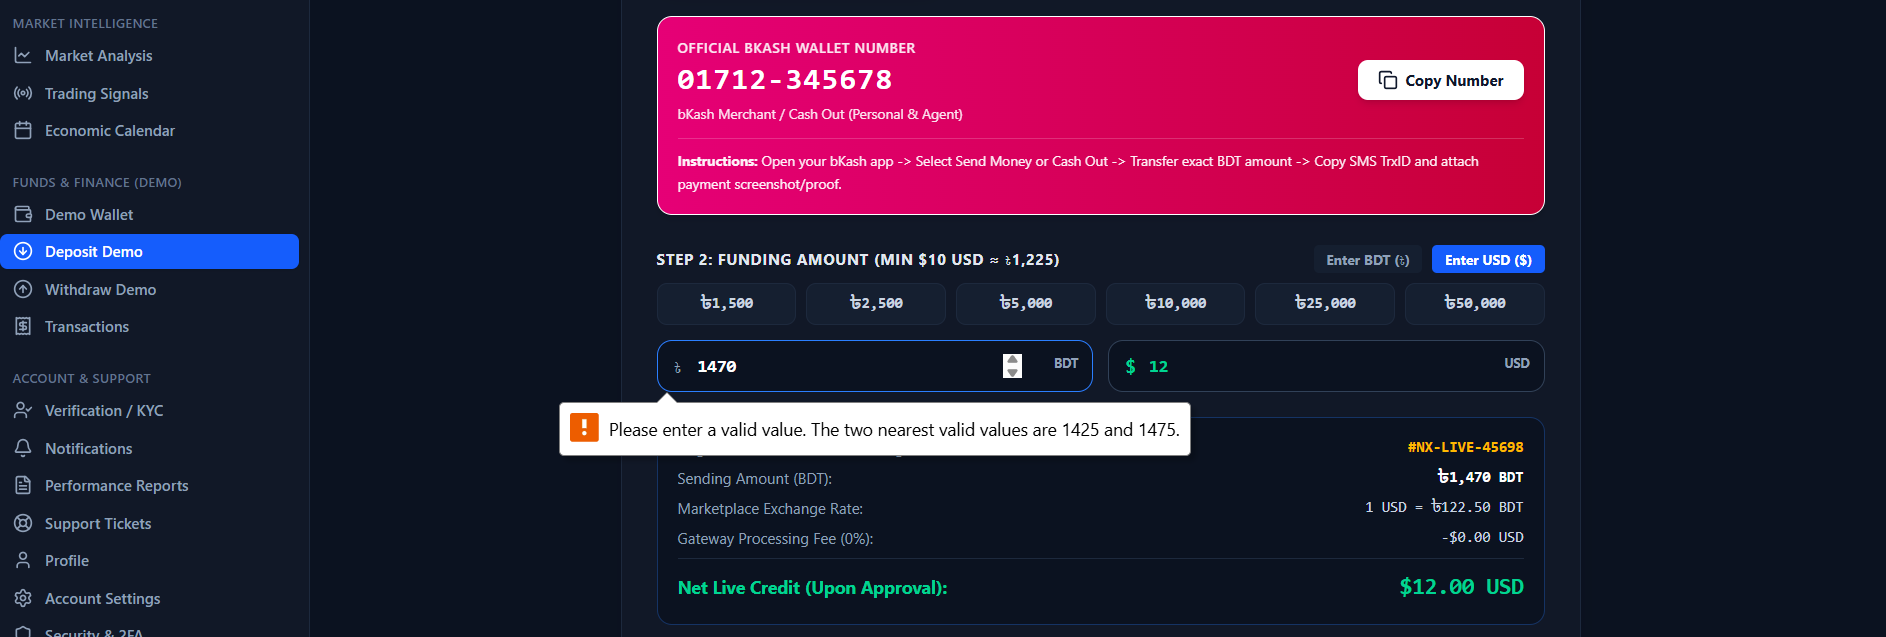 MARKET INTELLIGENCE
Market Analysis
Trading Signals
Economic Calendar
FUNDS & FINANCE (DEMO)
Demo Wallet
Deposit Demo
Withdraw Demo
Transactions
ACCOUNT & SUPPORT
Verification / KYC
Notifications
Performance Reports
Support Tickets
Profile
Account Settings
Security & 2FA
OFFICIAL BKASH WALLET NUMBER
01712-345678
bKash Merchant / Cash Out (Personal & Agent)
Copy Number
Instructions: Open your bKash app -> Select Send Money or Cash Out -> Transfer exact BDT amount -> Copy SMS TrxID and attach
payment screenshot/proof.
STEP 2: FUNDING AMOUNT (MIN $10 USD ≈ ৳1,225)
Enter BDT (৳)
Enter USD ($)
৳1,500
৳2,500
৳5,000
৳10,000
৳25,000
৳50,000
৳ 1470 BDT
$ 12 USD
Please enter a valid value. The two nearest valid values are 1425 and 1475.
#NX-LIVE-45698
Sending Amount (BDT): ৳1,470 BDT
Marketplace Exchange Rate: 1 USD = ৳122.50 BDT
Gateway Processing Fee (0%): -$0.00 USD
Net Live Credit (Upon Approval): $12.00 USD